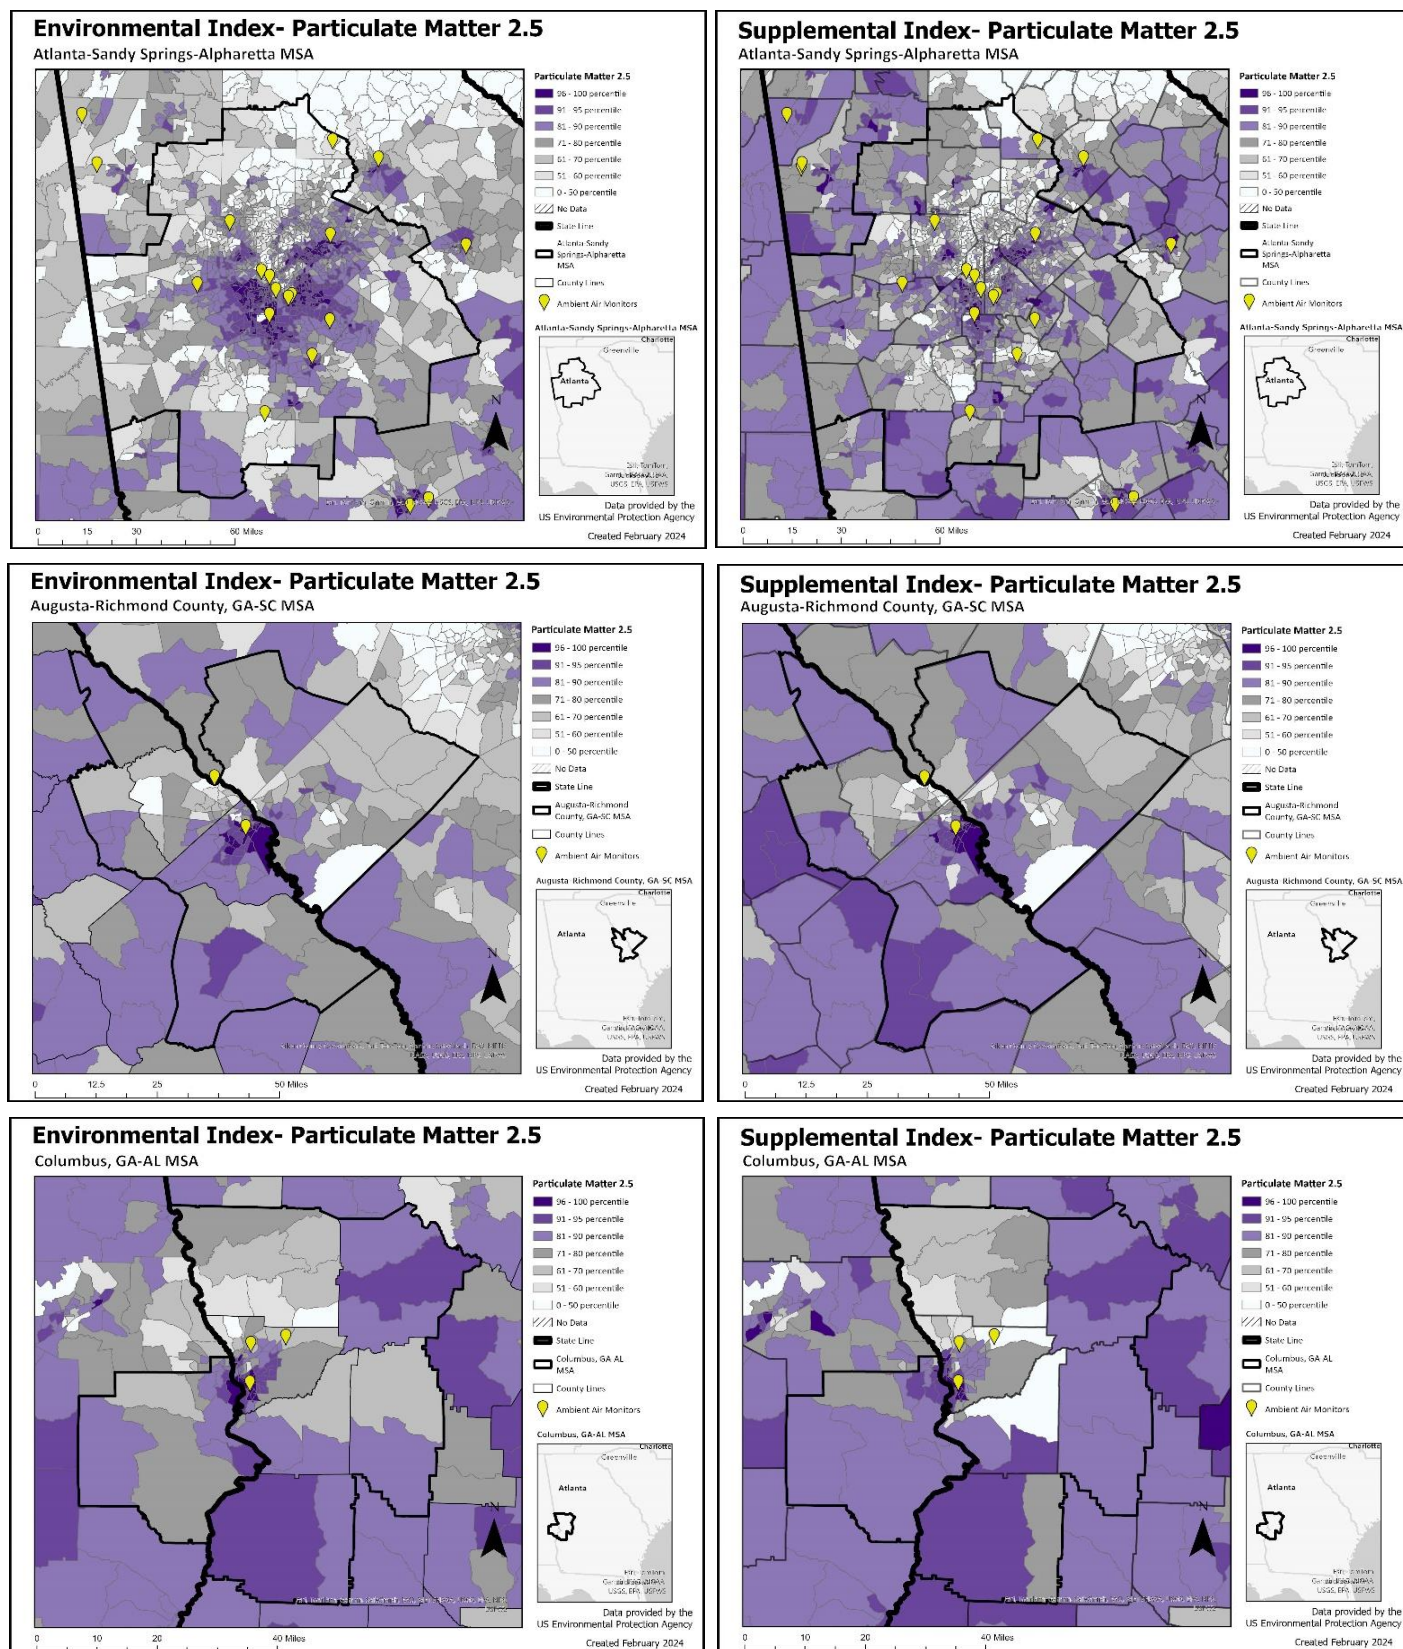 Environmental Index- Particulate Matter 2.5
Atlanta-Sandy Springs-Alpharetta MSA
Particulate Matter 2.5
96 - 100 percentile
91 - 95 percentile
81 - 90 percentile
71 - 80 percentile
61 - 70 percentile
51 - 60 percentile
0 - 50 percentile
No Data
State Line
Atlanta-Sandy
Springs-Alpharetta
MSA
County Lines
Ambient Air Monitors
Atlanta-Sandy Springs-Alpharetta MSA
Charlotte
Greenville
Atlanta
USGS, EPA, USFWS
N
0 15 30 60 Miles
Data provided by the
US Environmental Protection Agency
Created February 2024
Supplemental Index- Particulate Matter 2.5
Atlanta-Sandy Springs-Alpharetta MSA
Particulate Matter 2.5
96 - 100 percentile
91 - 95 percentile
81 - 90 percentile
71 - 80 percentile
61 - 70 percentile
51 - 60 percentile
0 - 50 percentile
No Data
State Line
Atlanta-Sandy
Springs-Alpharetta
MSA
County Lines
Ambient Air Monitors
Atlanta-Sandy Springs-Alpharetta MSA
Charlotte
Greenville
Atlanta
USGS, EPA, USFWS
N
0 15 30 60 Miles
Data provided by the
US Environmental Protection Agency
Created February 2024
Environmental Index- Particulate Matter 2.5
Augusta-Richmond County, GA-SC MSA
Particulate Matter 2.5
96 - 100 percentile
91 - 95 percentile
81 - 90 percentile
71 - 80 percentile
61 - 70 percentile
51 - 60 percentile
0 - 50 percentile
No Data
State Line
Augusta-Richmond
County, GA-SC MSA
County Lines
Ambient Air Monitors
Augusta-Richmond County, GA-SC MSA
Charlotte
Greenville
Atlanta
USGS, EPA, USFWS
N
0 12.5 25 50 Miles
Data provided by the
US Environmental Protection Agency
Created February 2024
Supplemental Index- Particulate Matter 2.5
Augusta-Richmond County, GA-SC MSA
Particulate Matter 2.5
96 - 100 percentile
91 - 95 percentile
81 - 90 percentile
71 - 80 percentile
61 - 70 percentile
51 - 60 percentile
0 - 50 percentile
No Data
State Line
Augusta-Richmond
County, GA-SC MSA
County Lines
Ambient Air Monitors
Augusta-Richmond County, GA-SC MSA
Charlotte
Greenville
Atlanta
USGS, EPA, USFWS
N
0 12.5 25 50 Miles
Data provided by the
US Environmental Protection Agency
Created February 2024
Environmental Index- Particulate Matter 2.5
Columbus, GA-AL MSA
Particulate Matter 2.5
96 - 100 percentile
91 - 95 percentile
81 - 90 percentile
71 - 80 percentile
61 - 70 percentile
51 - 60 percentile
0 - 50 percentile
No Data
State Line
Columbus, GA-AL
MSA
County Lines
Ambient Air Monitors
Columbus, GA-AL MSA
Charlotte
Greenville
Atlanta
USGS, EPA, USFWS
N
0 10 20 40 Miles
Data provided by the
US Environmental Protection Agency
Created February 2024
Supplemental Index- Particulate Matter 2.5
Columbus, GA-AL MSA
Particulate Matter 2.5
96 - 100 percentile
91 - 95 percentile
81 - 90 percentile
71 - 80 percentile
61 - 70 percentile
51 - 60 percentile
0 - 50 percentile
No Data
State Line
Columbus, GA-AL
MSA
County Lines
Ambient Air Monitors
Columbus, GA-AL MSA
Charlotte
Greenville
Atlanta
USGS, EPA, USFWS
N
0 10 20 40 Miles
Data provided by the
US Environmental Protection Agency
Created February 2024